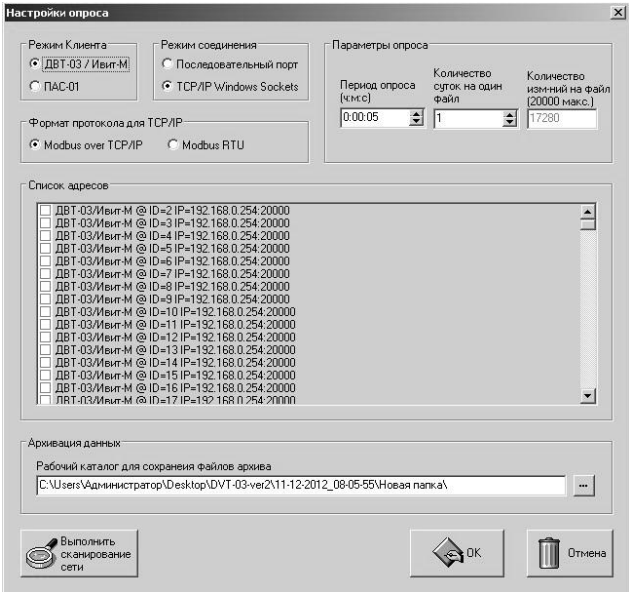 Настройки опроса
Режим Клиента
ДВТ-03 / Ивит-М
ПАС-01
Режим соединения
Последовательный порт
TCP/IP Windows Sockets
Формат протокола для TCP/IP
Modbus over TCP/IP
Modbus RTU
Параметры опроса
Период опроса
(ч:м:с)
0:00:05
Количество
суток на один
файл
1
Количество
изм-ний на файл
(20000 макс.)
17280
Список адресов
ДВТ-03/Ивит-М @ ID=2 IP=192.168.0.254:20000
ДВТ-03/Ивит-М @ ID=3 IP=192.168.0.254:20000
ДВТ-03/Ивит-М @ ID=4 IP=192.168.0.254:20000
ДВТ-03/Ивит-М @ ID=5 IP=192.168.0.254:20000
ДВТ-03/Ивит-М @ ID=6 IP=192.168.0.254:20000
ДВТ-03/Ивит-М @ ID=7 IP=192.168.0.254:20000
ДВТ-03/Ивит-М @ ID=8 IP=192.168.0.254:20000
ДВТ-03/Ивит-М @ ID=9 IP=192.168.0.254:20000
ДВТ-03/Ивит-М @ ID=10 IP=192.168.0.254:20000
ДВТ-03/Ивит-М @ ID=11 IP=192.168.0.254:20000
ДВТ-03/Ивит-М @ ID=12 IP=192.168.0.254:20000
ДВТ-03/Ивит-М @ ID=13 IP=192.168.0.254:20000
ДВТ-03/Ивит-М @ ID=14 IP=192.168.0.254:20000
ДВТ-03/Ивит-М @ ID=15 IP=192.168.0.254:20000
ДВТ-03/Ивит-М @ ID=16 IP=192.168.0.254:20000
ДВТ-03/Ивит-М @ ID=17 IP=192.168.0.254:20000
Архивация данных
Рабочий каталог для сохранеия файлов архива
C:\Users\Администратор\Desktop\DVT-03-ver2\11-12-2012_08-05-55\Новая папка\
...
Выполнить
сканирование
сети
OK
Отмена